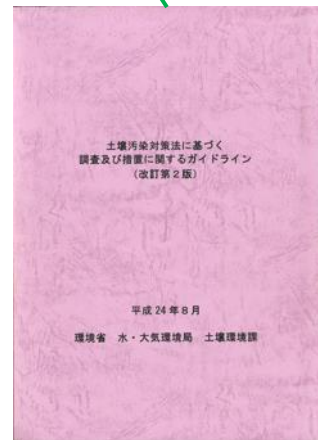 土壌汚染対策法に基づく
調査及び措置に関するガイドライン
(改訂第2版)
平成24年8月
環境省 水・大気環境局 土壌環境課